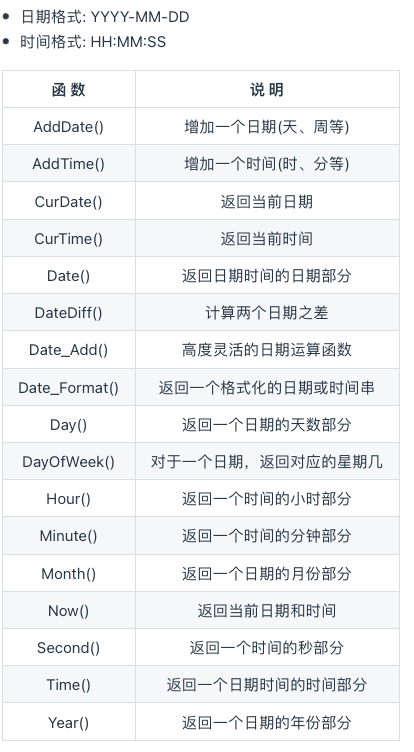 日期格式: YYYY-MM-DD
时间格式: HH:MM:SS
函 数 说 明
AddDate() 增加一个日期(天、周等)
AddTime() 增加一个时间(时、分等)
CurDate() 返回当前日期
CurTime() 返回当前时间
Date() 返回日期时间的日期部分
DateDiff() 计算两个日期之差
Date_Add() 高度灵活的日期运算函数
Date_Format() 返回一个格式化的日期或时间串
Day() 返回一个日期的天数部分
DayOfWeek() 对于一个日期，返回对应的星期几
Hour() 返回一个时间的小时部分
Minute() 返回一个时间的分钟部分
Month() 返回一个日期的月份部分
Now() 返回当前日期和时间
Second() 返回一个时间的秒部分
Time() 返回一个日期时间的时间部分
Year() 返回一个日期的年份部分